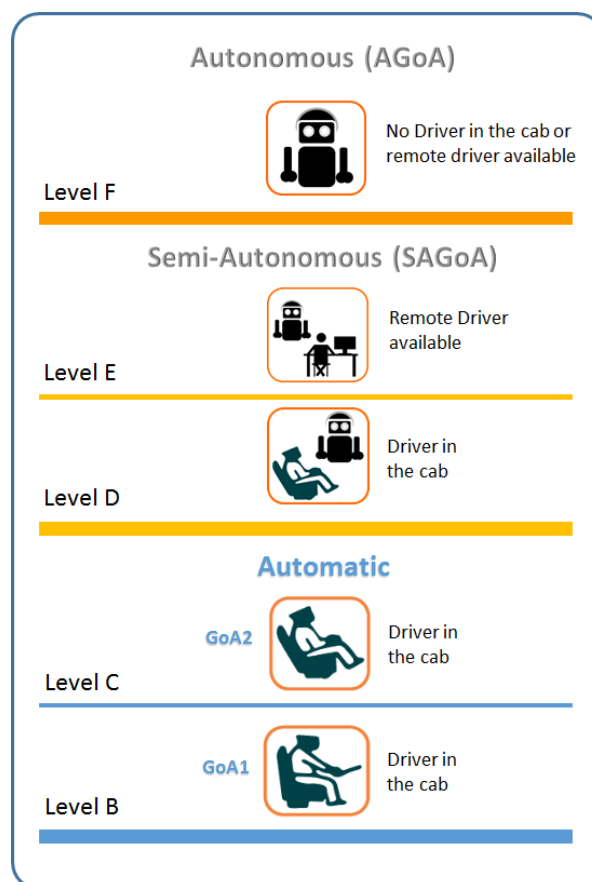 Autonomous (AGoA)
No Driver in the cab or
remote driver available
Level F
Semi-Autonomous (SAGoA)
Remote Driver
available
Level E
Driver in
the cab
Level D
Automatic
GoA2
Driver in
the cab
Level C
GoA1
Driver in
the cab
Level B